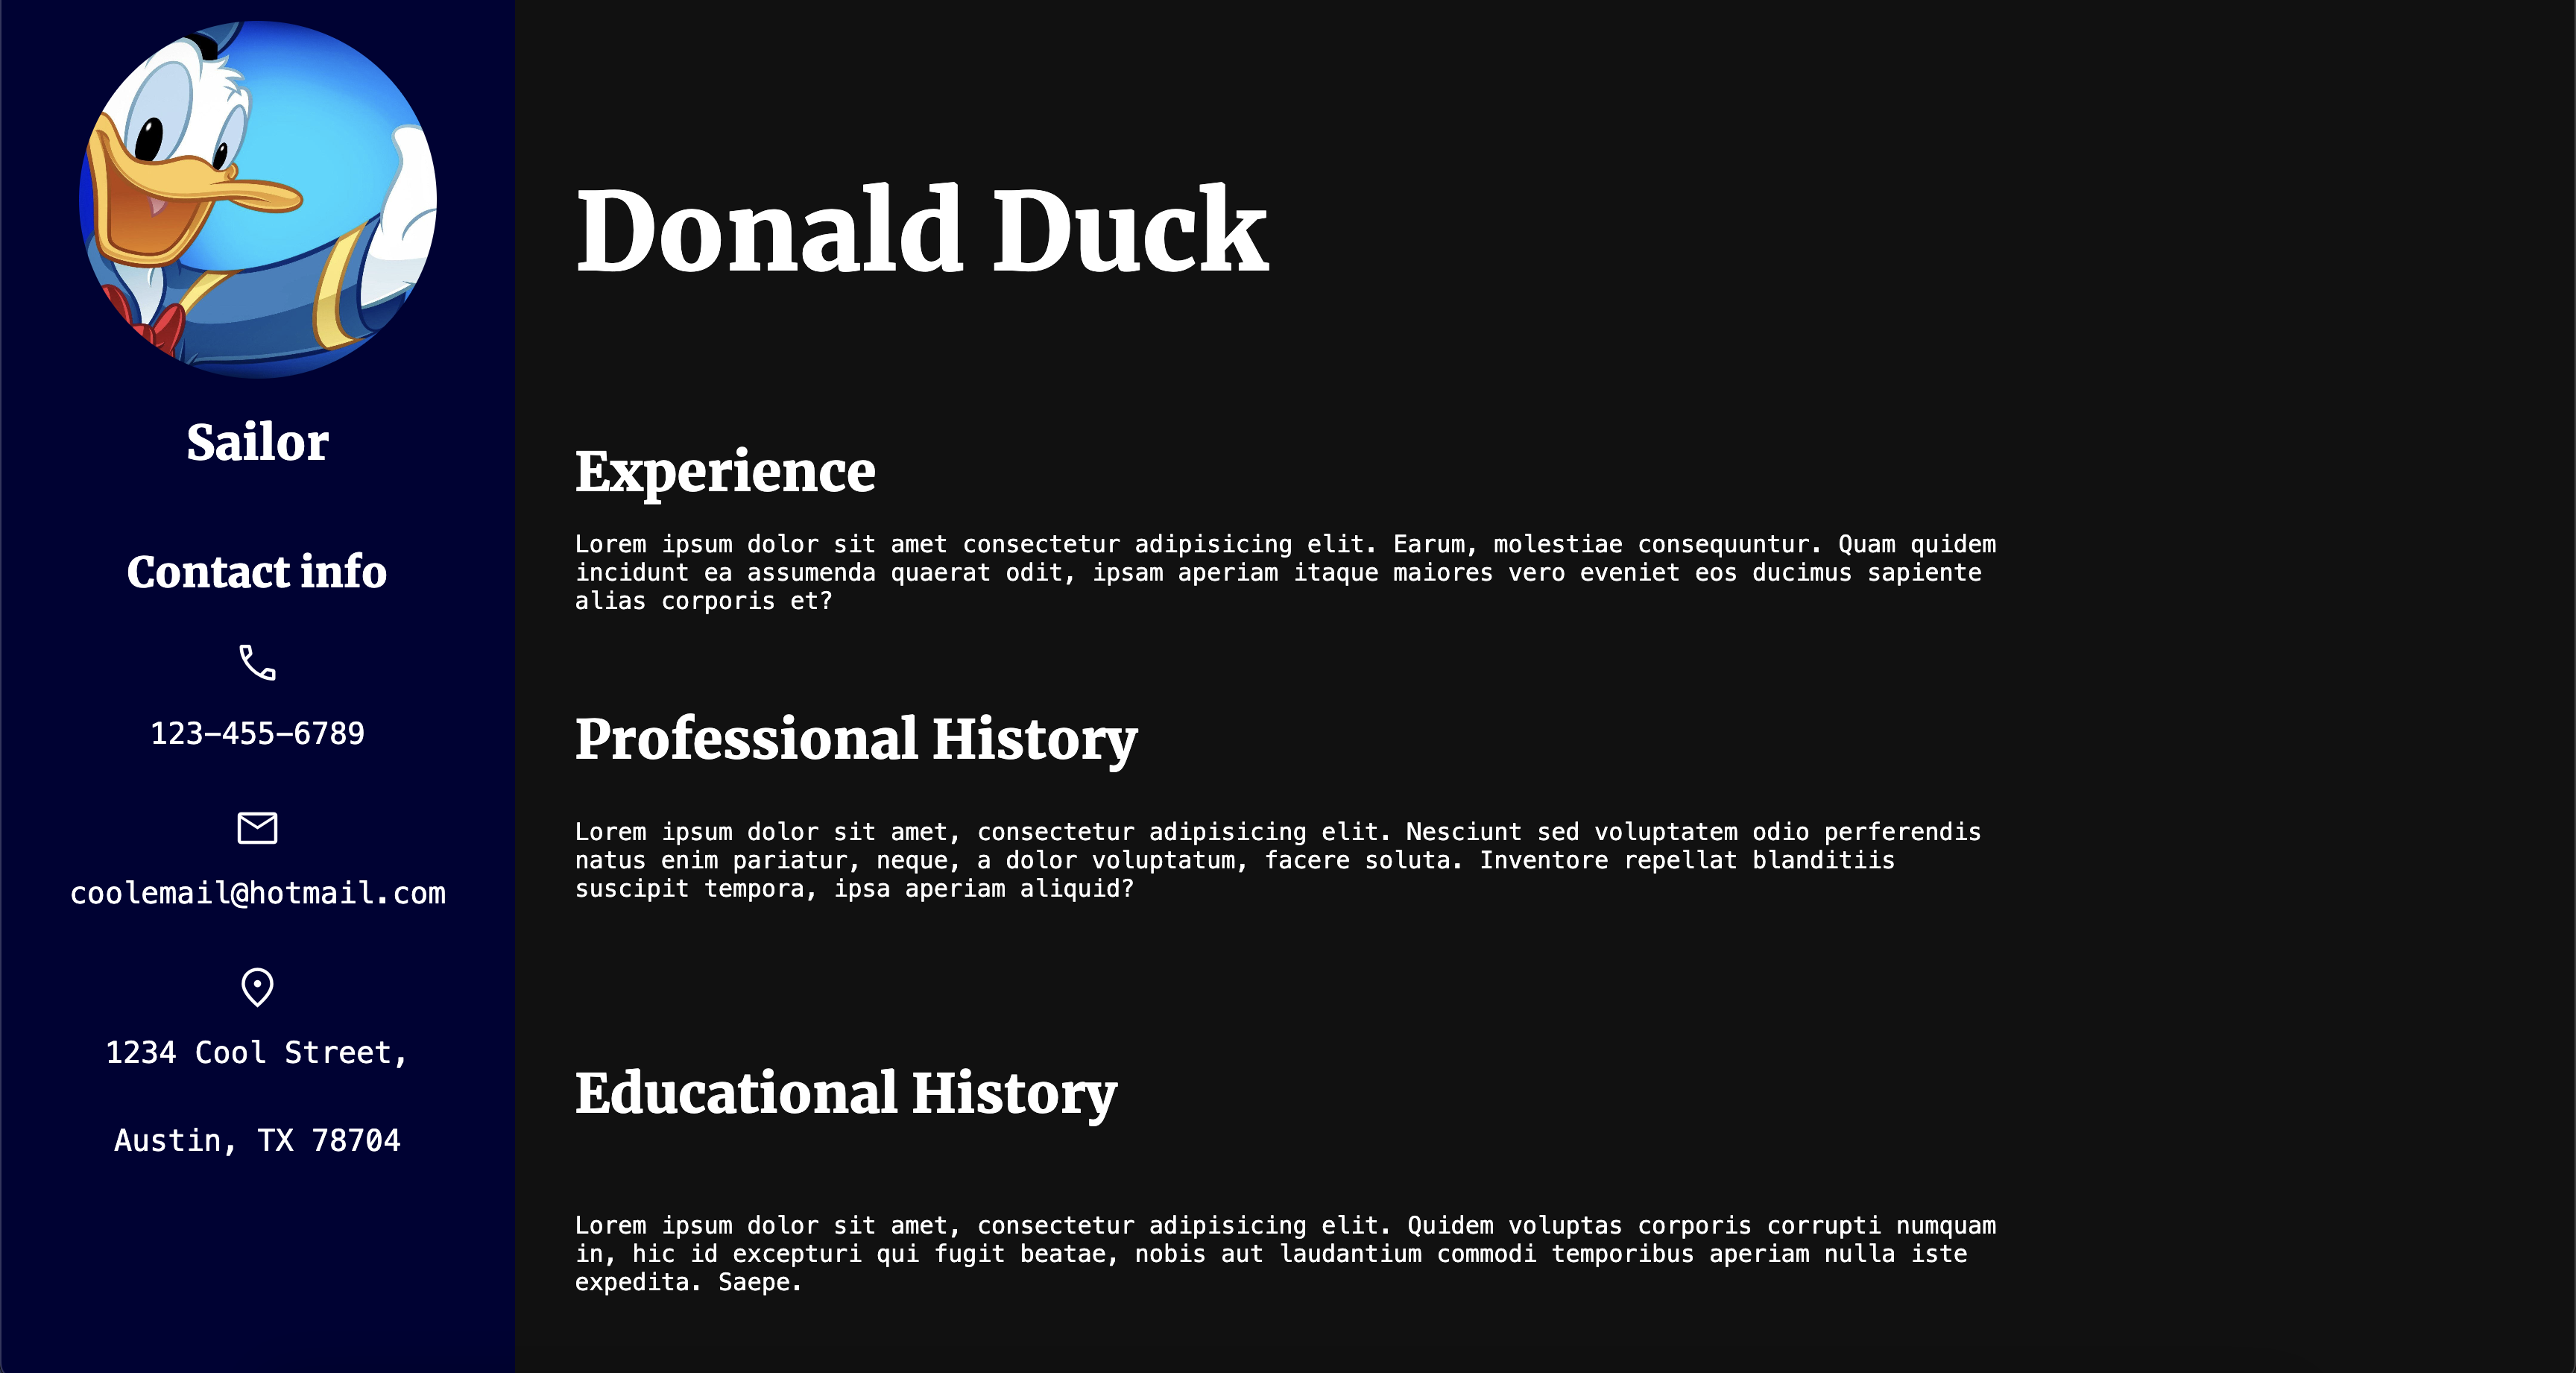 Sailor
Contact info
123-455-6789
coolemail@hotmail.com
1234 Cool Street,
Austin, TX 78704
Donald Duck
Experience
Lorem ipsum dolor sit amet consectetur adipisicing elit. Earum, molestiae consequuntur. Quam quidem
incidunt ea assumenda quaerat odit, ipsam aperiam itaque maiores vero eveniet eos ducimus sapiente
alias corporis et?
Professional History
Lorem ipsum dolor sit amet, consectetur adipisicing elit. Nesciunt sed voluptatem odio perferendis
natus enim pariatur, neque, a dolor voluptatum, facere soluta. Inventore repellat blanditiis
suscipit tempora, ipsa aperiam aliquid?
Educational History
Lorem ipsum dolor sit amet, consectetur adipisicing elit. Quidem voluptas corporis corrupti numquam
in, hic id excepturi qui fugit beatae, nobis aut laudantium commodi temporibus aperiam nulla iste
expedita. Saepe.